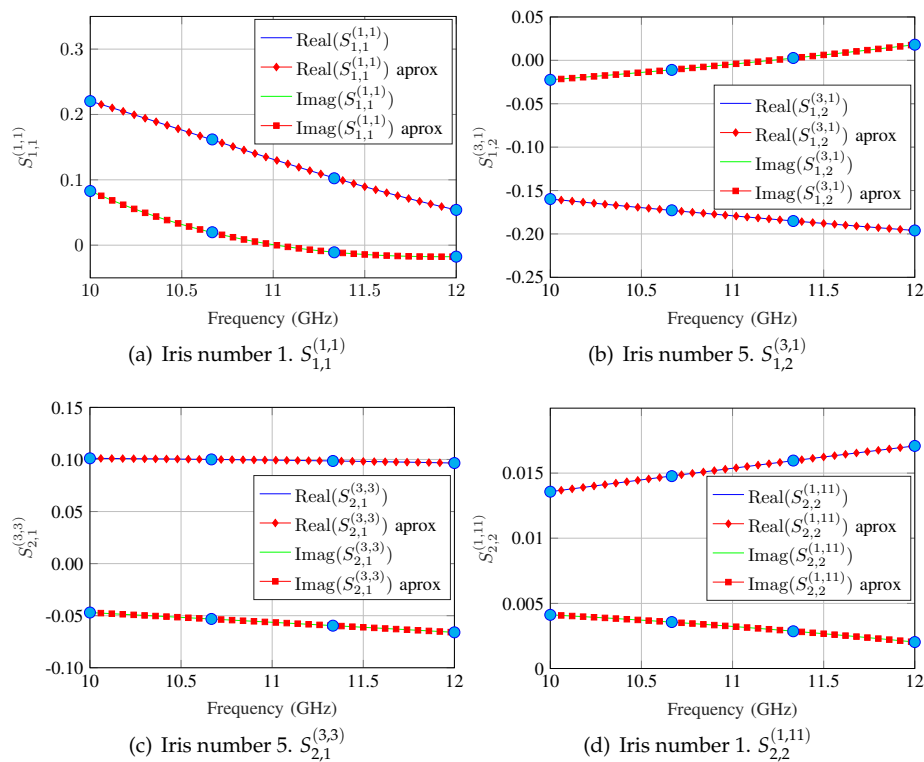 0.3
0.2
0.1
0
10
10.5
11
11.5
12
Frequency (GHz)
S_{1,1}^{(1,1)}
Real(S_{1,1}^{(1,1)})
Real(S_{1,1}^{(1,1)}) aprox
Imag(S_{1,1}^{(1,1)})
Imag(S_{1,1}^{(1,1)}) aprox
(a) Iris number 1. S_{1,1}^{(1,1)}
0.05
0.00
-0.05
-0.10
-0.15
-0.20
-0.25
10
10.5
11
11.5
12
Frequency (GHz)
S_{1,2}^{(3,1)}
Real(S_{1,2}^{(3,1)})
Real(S_{1,2}^{(3,1)}) aprox
Imag(S_{1,2}^{(3,1)})
Imag(S_{1,2}^{(3,1)}) aprox
(b) Iris number 5. S_{1,2}^{(3,1)}
0.15
0.10
0.05
0.00
-0.05
-0.10
10
10.5
11
11.5
12
Frequency (GHz)
S_{2,1}^{(3,3)}
Real(S_{2,1}^{(3,3)})
Real(S_{2,1}^{(3,3)}) aprox
Imag(S_{2,1}^{(3,3)})
Imag(S_{2,1}^{(3,3)}) aprox
(c) Iris number 5. S_{2,1}^{(3,3)}
0.015
0.01
0.005
0
10
10.5
11
11.5
12
Frequency (GHz)
S_{2,2}^{(1,11)}
Real(S_{2,2}^{(1,11)})
Real(S_{2,2}^{(1,11)}) aprox
Imag(S_{2,2}^{(1,11)})
Imag(S_{2,2}^{(1,11)}) aprox
(d) Iris number 1. S_{2,2}^{(1,11)}